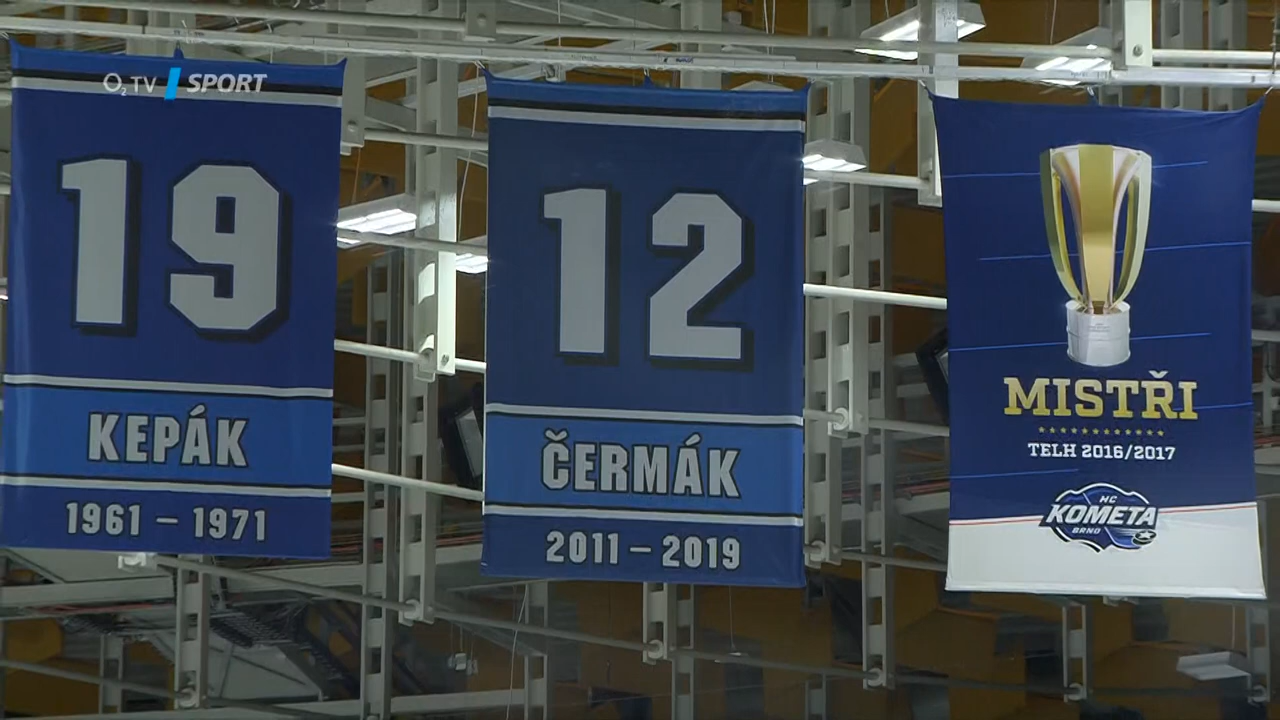 O2 TV SPORT
19
KEPÁK
1961 – 1971
12
ČERMÁK
2011 – 2019
MISTŘI
TELH 2016/2017
HC
KOMETA
BRNO